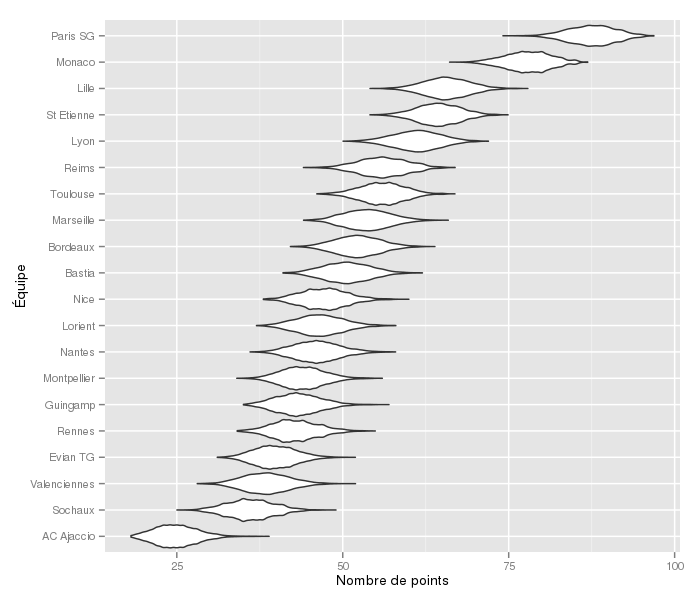 Paris SG
Monaco
Lille
St Etienne
Lyon
Reims
Toulouse
Marseille
Bordeaux
Bastia
Nice
Lorient
Nantes
Montpellier
Guingamp
Rennes
Evian TG
Valenciennes
Sochaux
AC Ajaccio
Équipe
25 50 75 100
Nombre de points